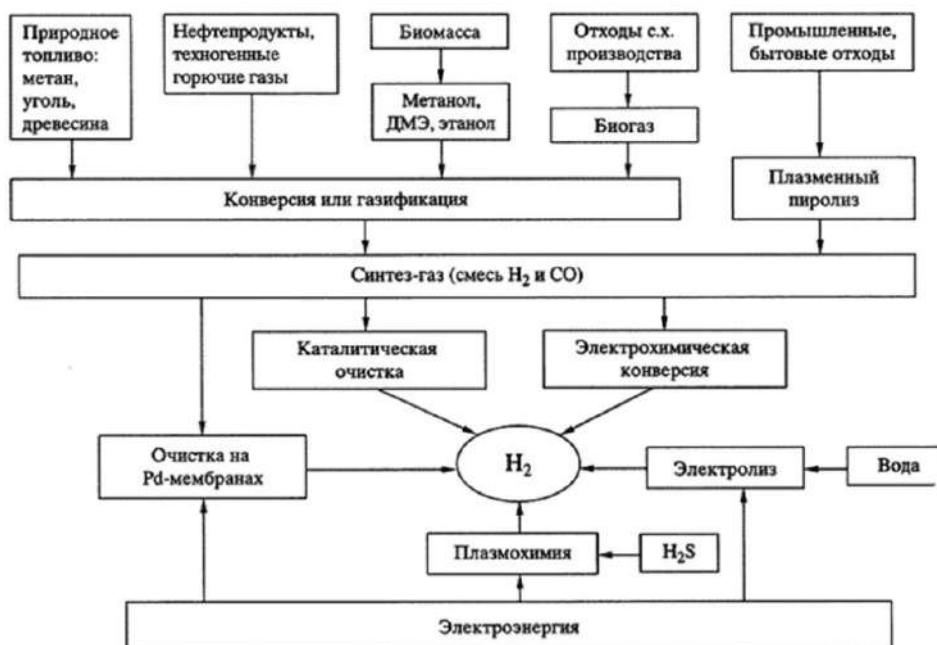 Природное
топливо:
метан,
уголь,
древесина
Нефтепродукты,
техногенные
горючие газы
Биомасса
Отходы с.х.
производства
Промышленные,
бытовые отходы
Метанол,
ДМЭ, этанол
Биогаз
Плазменный
пиролиз
Конверсия или газификация
Синтез-газ (смесь H₂ и CO)
Каталитическая
очистка
Электрохимическая
конверсия
Очистка на
Pd-мембранах
H₂
Электролиз
Вода
Плазмохимия
H₂S
Электроэнергия